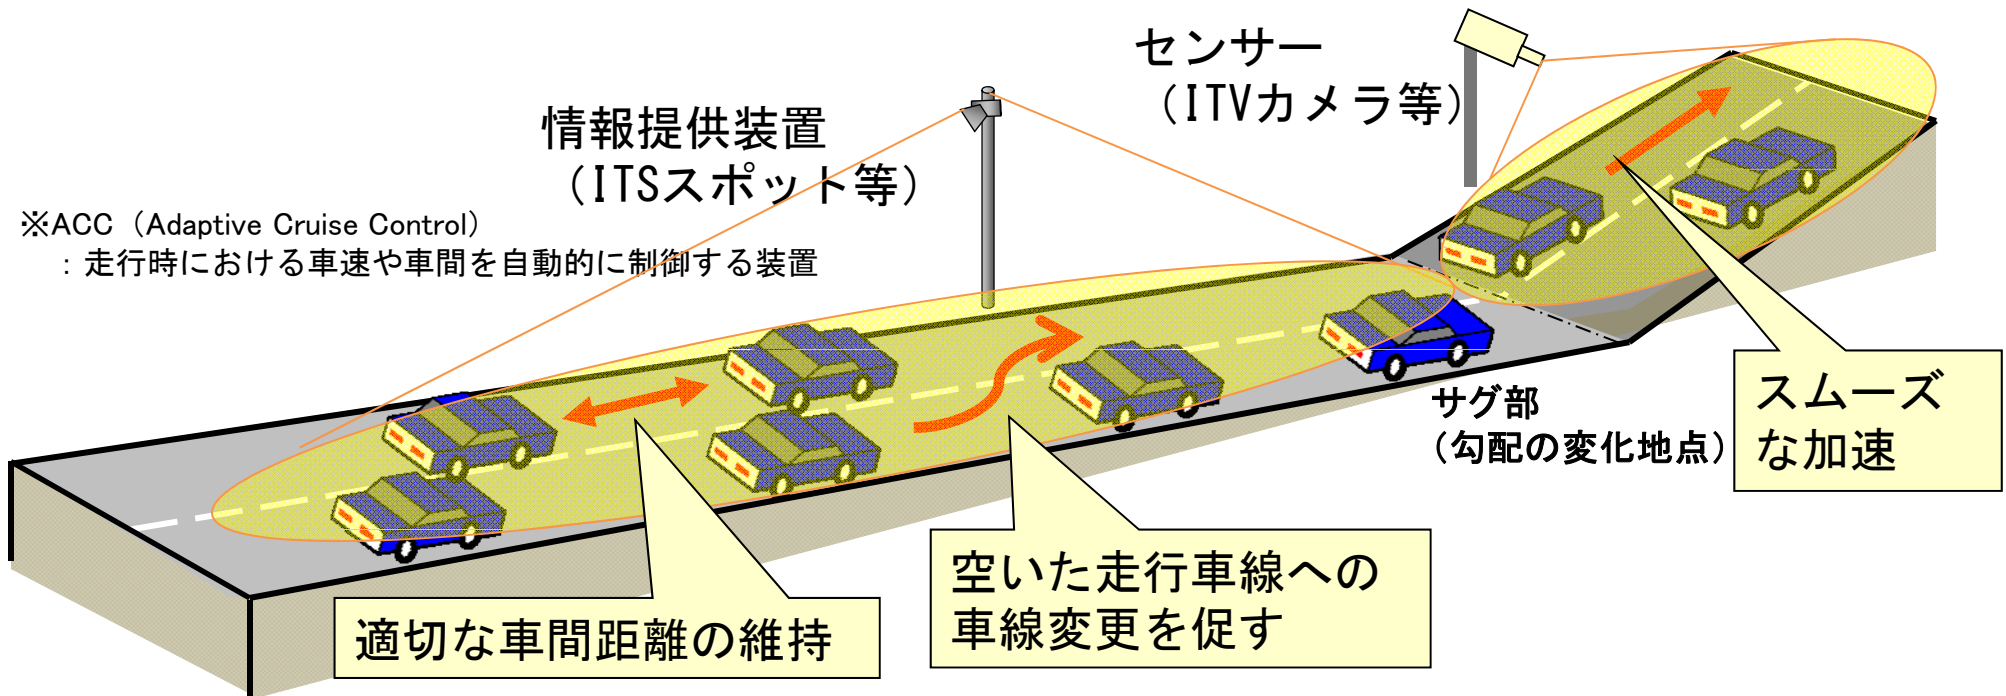 センサー
（ITVカメラ等）
情報提供装置
（ITSスポット等）
※ACC（Adaptive Cruise Control）
：走行時における車速や車間を自動的に制御する装置
サグ部
（勾配の変化地点）
スムーズ
な加速
空いた走行車線への
車線変更を促す
適切な車間距離の維持